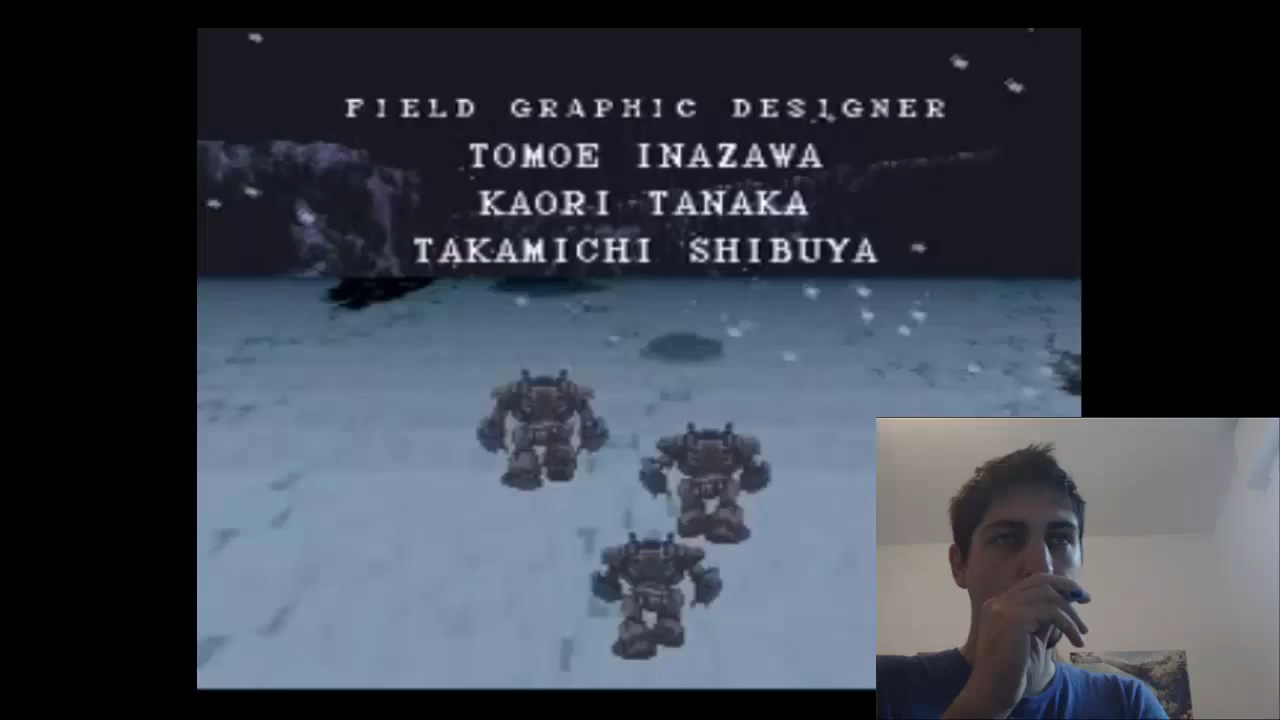 FIELD GRAPHIC DESIGNER
TOMOE INAZAWA
KAORI TANAKA
TAKAMICHI SHIBUYA